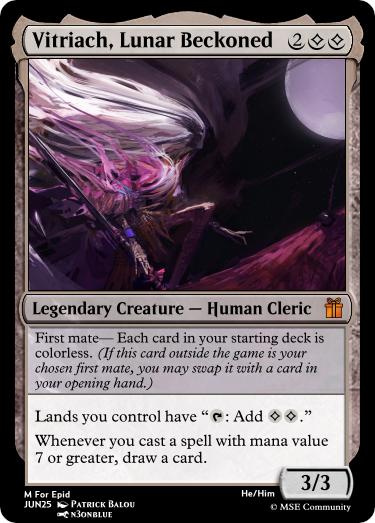 Vitriach, Lunar Beckoned 2
Legendary Creature — Human Cleric
First mate— Each card in your starting deck is
colorless. (If this card outside the game is your
chosen first mate, you may swap it with a card in
your opening hand.)
Lands you control have “: Add .”
Whenever you cast a spell with mana value
7 or greater, draw a card.
3/3
M For Epid
He/Him
JUN25 Patrick Balou
n3onblue
© MSE Community